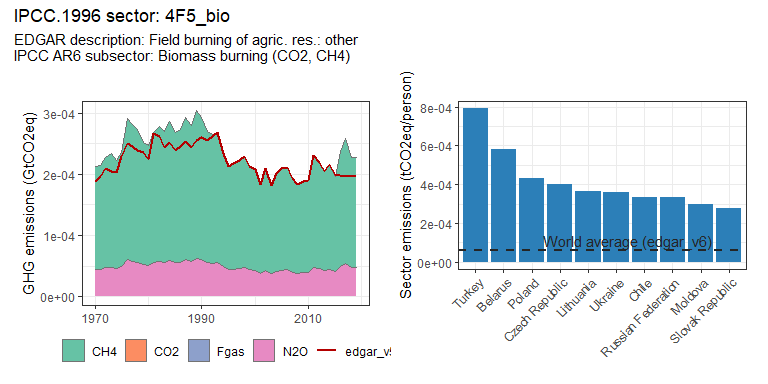 IPCC.1996 sector: 4F5_bio
EDGAR description: Field burning of agric. res.: other
IPCC AR6 subsector: Biomass burning (CO2, CH4)
GHG emissions (GtCO2eq)
3e-04
2e-04
1e-04
0e+00
1970
1990
2010
CH4
CO2
Fgas
N2O
Sector emissions (tCO2eq/person)
8e-04
6e-04
4e-04
2e-04
0e+00
World average (edgar_v6)
Turkey
Belarus
Poland
Czech Republic
Lithuania
Ukraine
Chile
Russian Federation
Moldova
Slovak Republic